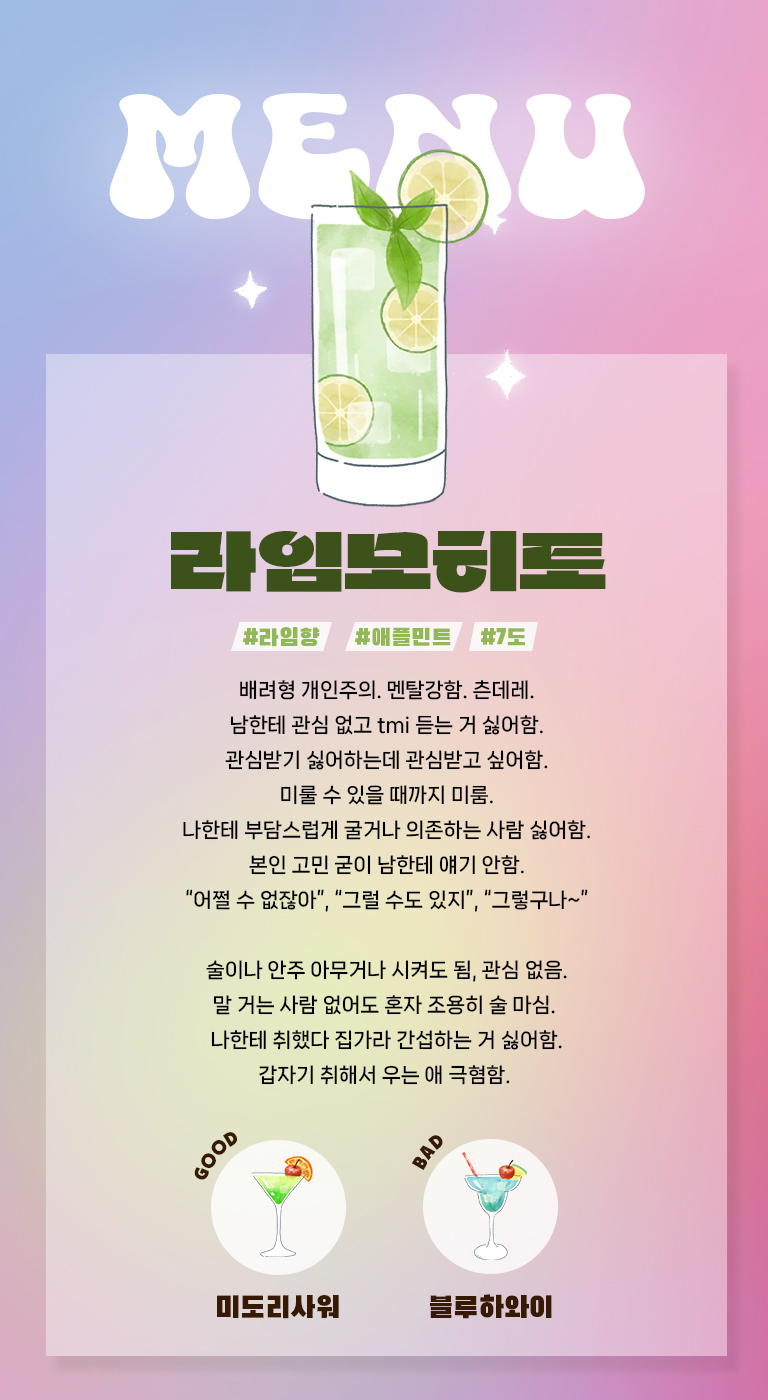 MENU
라임모히토
#라임향 #애플민트 #7도
배려형 개인주의. 멘탈강함. 츤데레.
남한테 관심 없고 tmi 듣는 거 싫어함.
관심받기 싫어하는데 관심받고 싶어함.
미룰 수 있을 때까지 미룸.
나한테 부담스럽게 굴거나 의존하는 사람 싫어함.
본인 고민 굳이 남한테 얘기 안함.
“어쩔 수 없잖아”, “그럴 수도 있지”, “그렇구나~”
술이나 안주 아무거나 시켜도 됨, 관심 없음.
말 거는 사람 없어도 혼자 조용히 술 마심.
나한테 취했다 집가라 간섭하는 거 싫어함.
갑자기 취해서 우는 애 극혐함.
GOOD
BAD
미도리사워
블루하와이